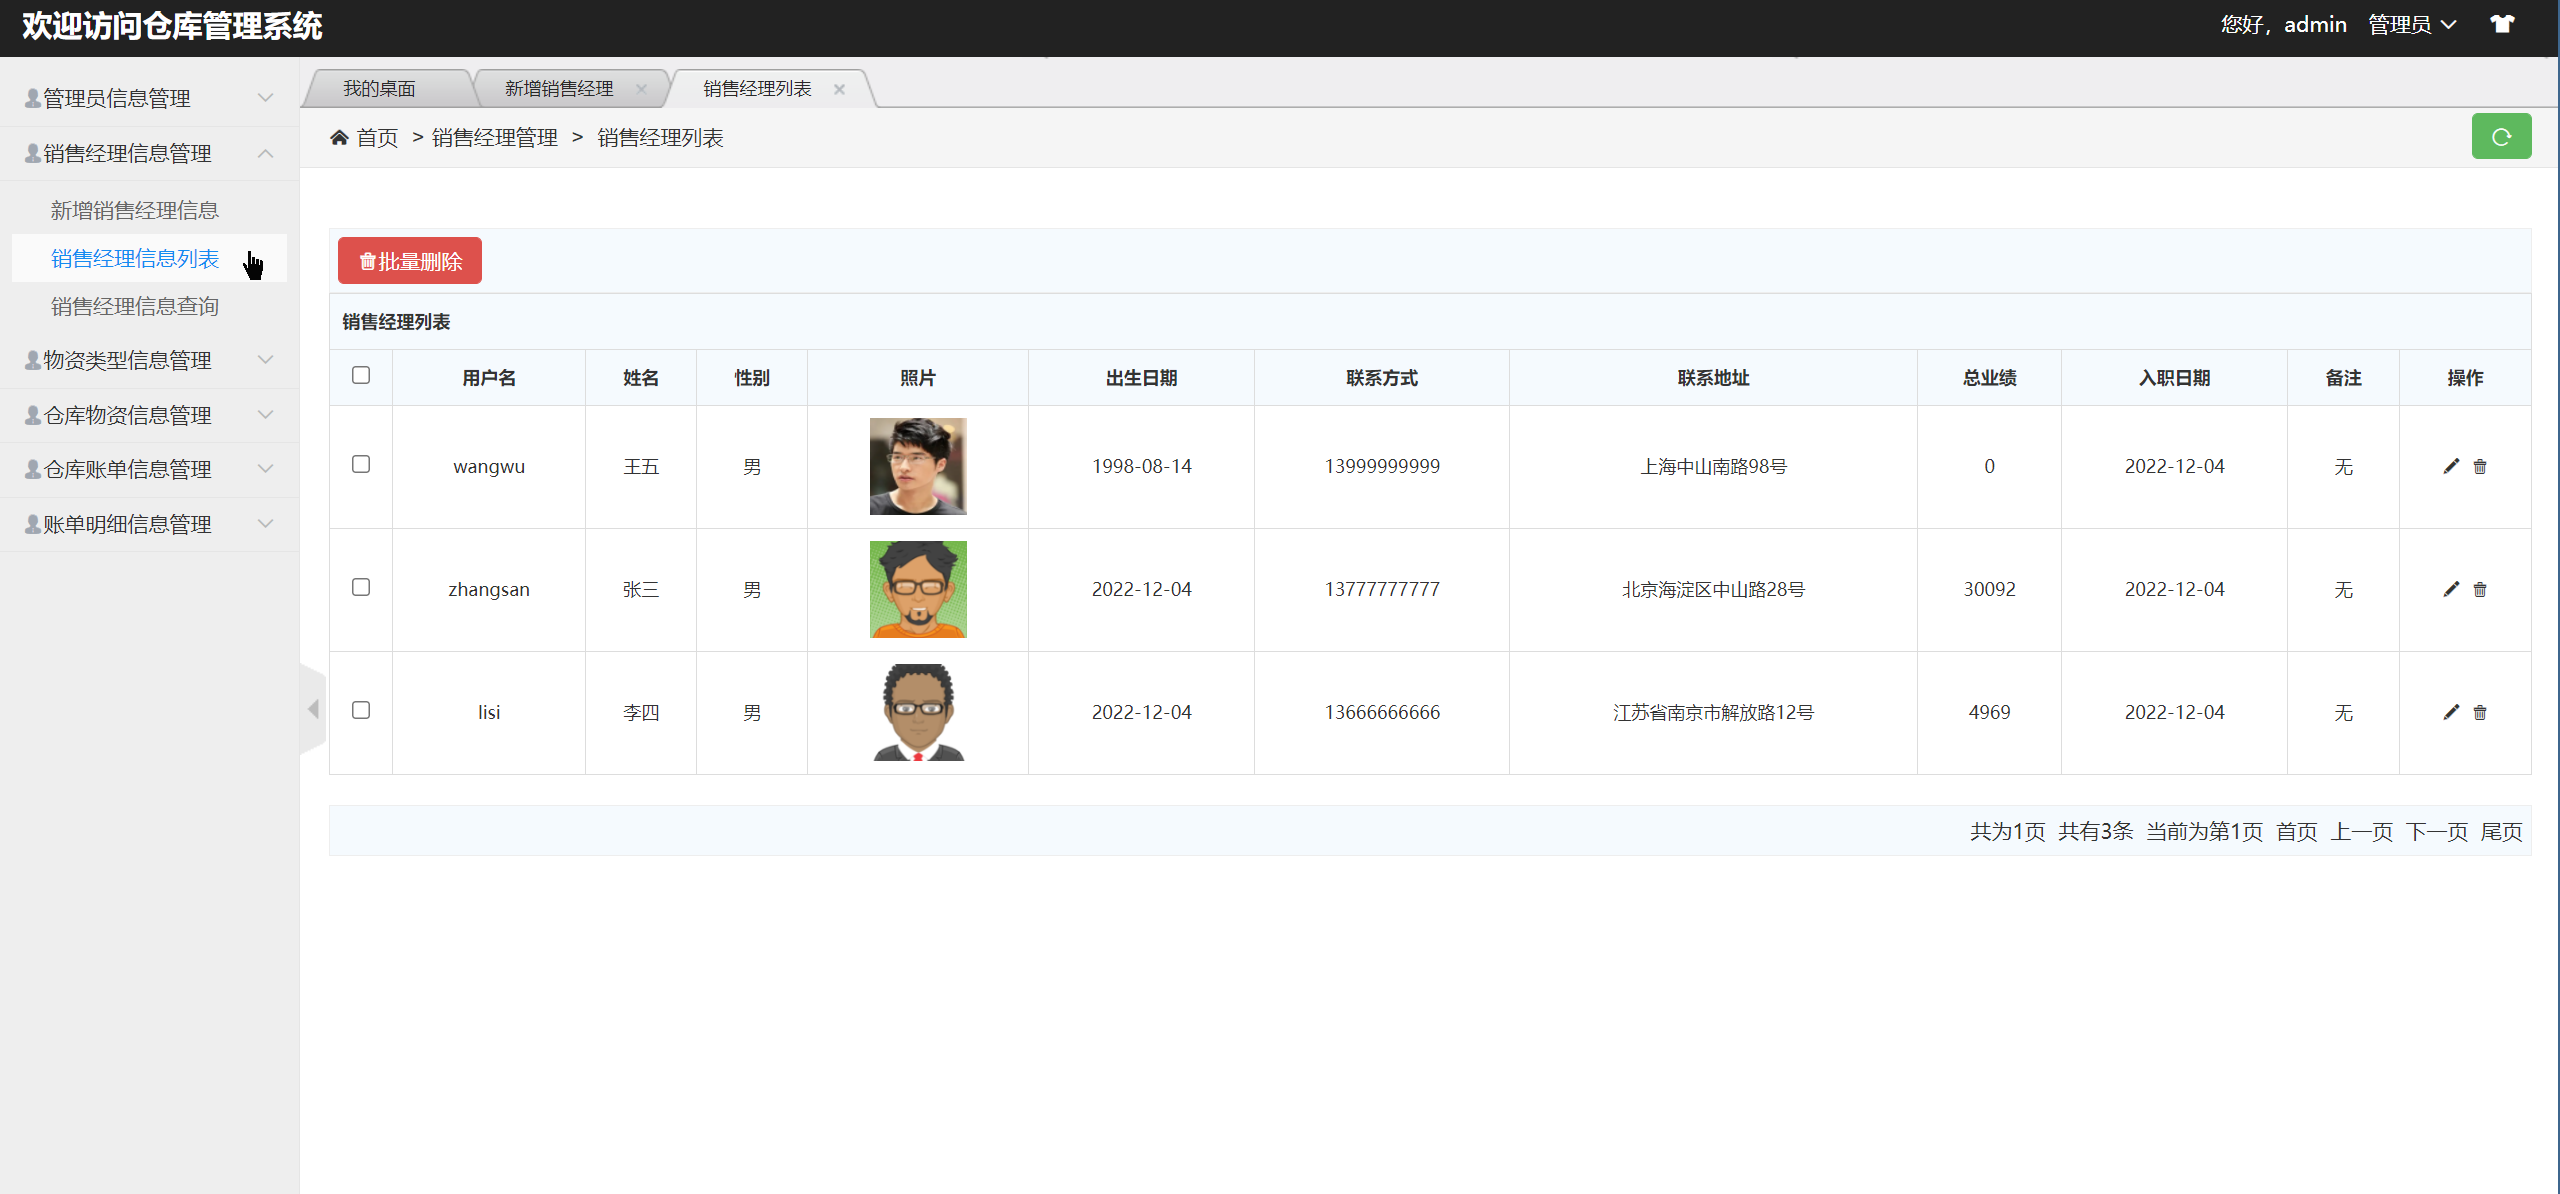 欢迎访问仓库管理系统
您好，admin 管理员
管理员信息管理
销售经理信息管理
新增销售经理信息
销售经理信息列表
销售经理信息查询
物资类型信息管理
仓库物资信息管理
仓库账单信息管理
账单明细信息管理
我的桌面 新增销售经理 销售经理列表
首页 > 销售经理管理 > 销售经理列表
批量删除
销售经理列表
用户名 姓名 性别 照片 出生日期 联系方式 联系地址 总业绩 入职日期 备注 操作
wangwu 王五 男 1998-08-14 13999999999 上海中山南路98号 0 2022-12-04 无
zhangsan 张三 男 2022-12-04 13777777777 北京海淀区中山路28号 30092 2022-12-04 无
lisi 李四 男 2022-12-04 13666666666 江苏省南京市解放路12号 4969 2022-12-04 无
共为1页 共有3条 当前为第1页 首页 上一页 下一页 尾页